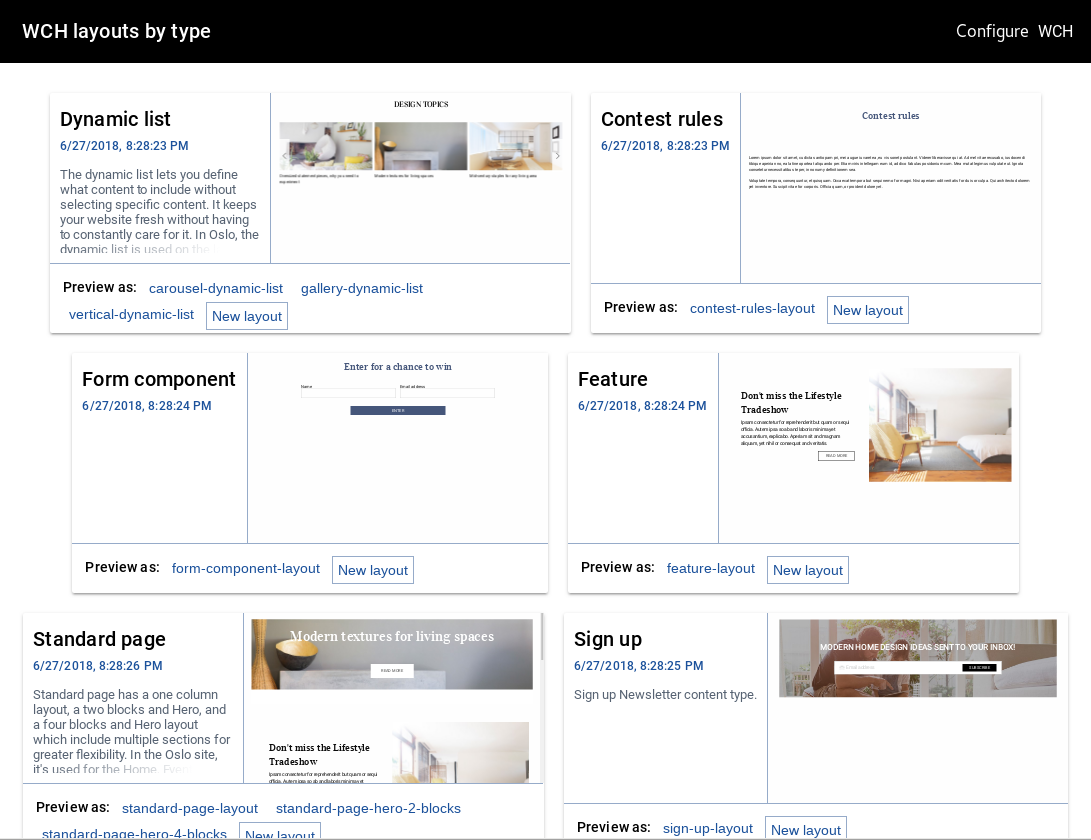 WCH layouts by type
Configure WCH
Dynamic list
6/27/2018, 8:28:23 PM
The dynamic list lets you define
what content to include without
selecting specific content. It keeps
your website fresh without having
to constantly care for it. In Oslo, the
dynamic list is used on the
DESIGN TOPICS
Preview as: carousel-dynamic-list gallery-dynamic-list
vertical-dynamic-list New layout
Contest rules
6/27/2018, 8:28:23 PM
Contest rules
Preview as: contest-rules-layout New layout
Form component
6/27/2018, 8:28:24 PM
Enter for a chance to win
Name Email address
ENTER
Preview as: form-component-layout New layout
Feature
6/27/2018, 8:28:24 PM
Don't miss the Lifestyle
Tradeshow
READ MORE
Preview as: feature-layout New layout
Standard page
6/27/2018, 8:28:26 PM
Standard page has a one column
layout, a two blocks and Hero, and
a four blocks and Hero layout
which include multiple sections for
greater flexibility. In the Oslo site,
it's used for the Home, Even
Modern textures for living spaces
READ MORE
Don't miss the Lifestyle
Tradeshow
Preview as: standard-page-layout standard-page-hero-2-blocks
standard-page-hero-4-blocks New layout
Sign up
6/27/2018, 8:28:25 PM
Sign up Newsletter content type.
MODERN HOME DESIGN IDEAS SENT TO YOUR INBOX!
SUBSCRIBE
Preview as: sign-up-layout New layout